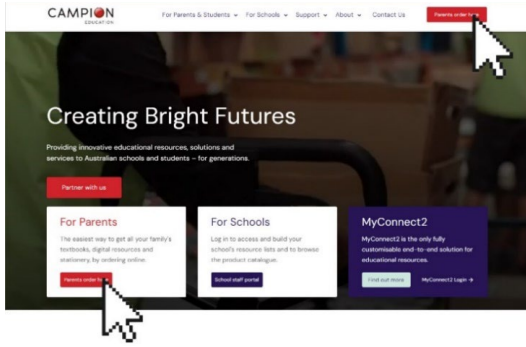 CAMPION
EDUCATION
For Parents & Students For Schools Support About Contact Us Parents order here
Creating Bright Futures
Providing innovative educational resources, solutions and
services to Australian schools and students – for generations.
Partner with us
For Parents
The easiest way to get all your family's
textbooks, digital resources and
stationery, by ordering online.
Parents order
For Schools
Log in to access and build your
school's resource lists and to browse
the product catalogue.
School staff portal
MyConnect2
MyConnect2 is the only fully
customisable end-to-end solution for
educational resources.
Find out more MyConnect2 Login →